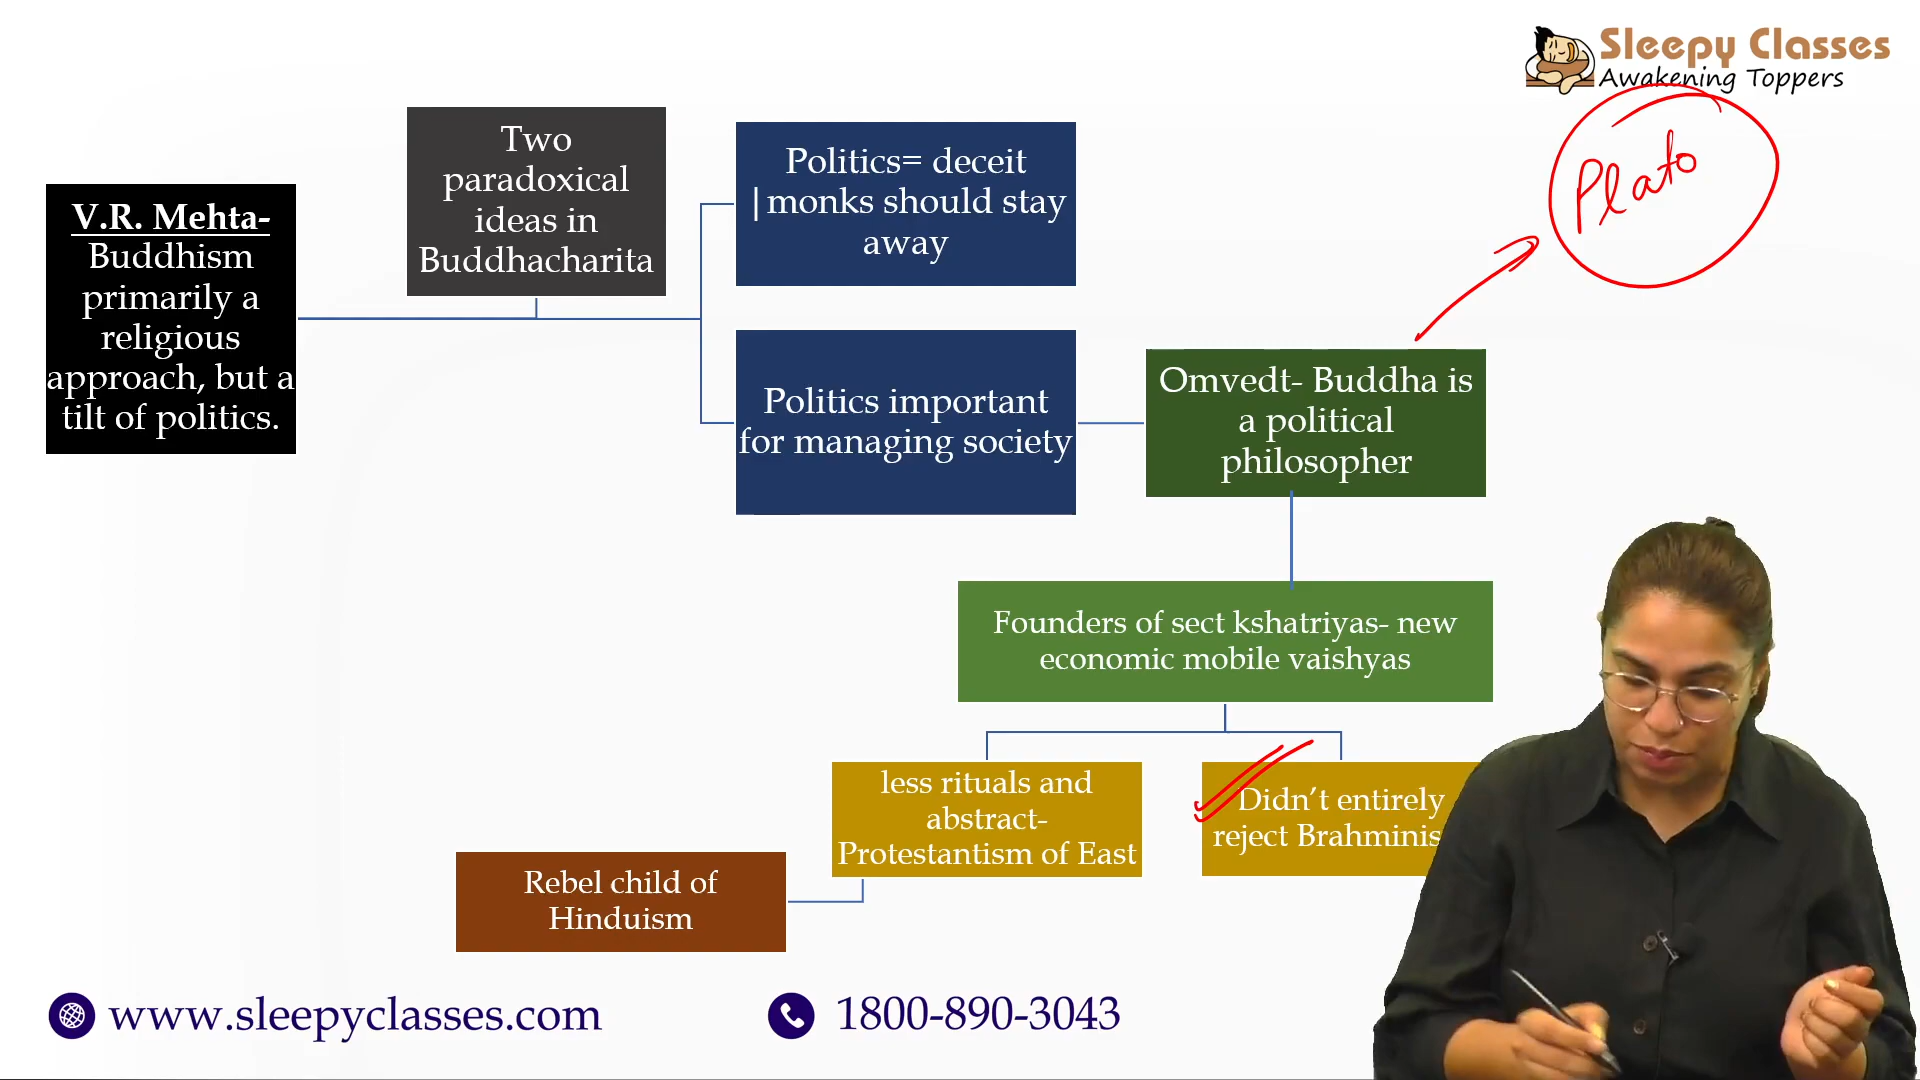 Sleepy Classes
Awakening Toppers
Plato
V.R. Mehta-
Buddhism
primarily a
religious
approach, but a
tilt of politics.
Two
paradoxical
ideas in
Buddhacharita
Politics= deceit
|monks should stay
away
Politics important
for managing society
Omvedt- Buddha is
a political
philosopher
Founders of sect kshatriyas- new
economic mobile vaishyas
less rituals and
abstract-
Protestantism of East
Didn’t entirely
reject Brahminis
Rebel child of
Hinduism
www.sleepyclasses.com
1800-890-3043